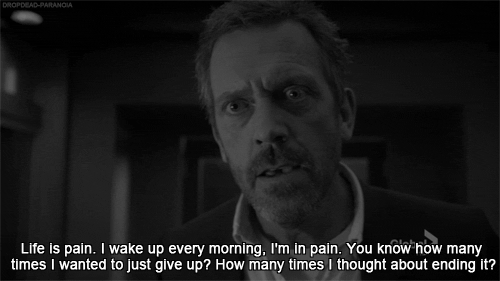 DROPDEAD-PARANOIA
Global
Life is pain. I wake up every morning, I'm in pain. You know how many
times I wanted to just give up? How many times I thought about ending it?